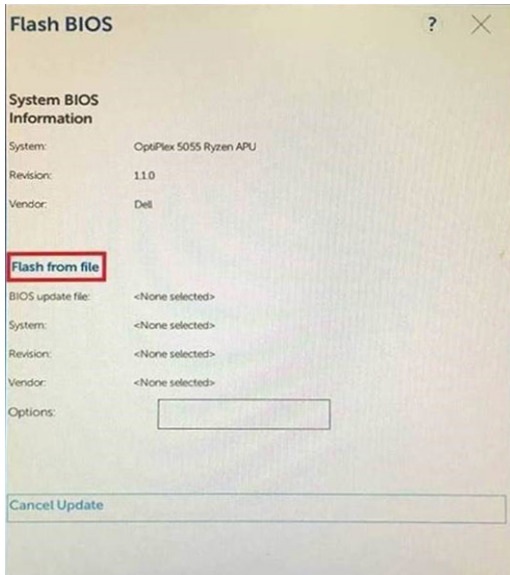 Flash BIOS ?
System BIOS
Information
System: OptiPlex 5055 Ryzen APU
Revision: 1.1.0
Vendor: Dell
Flash from file
BIOS update file: <None selected>
System: <None selected>
Revision: <None selected>
Vendor: <None selected>
Options:
Cancel Update